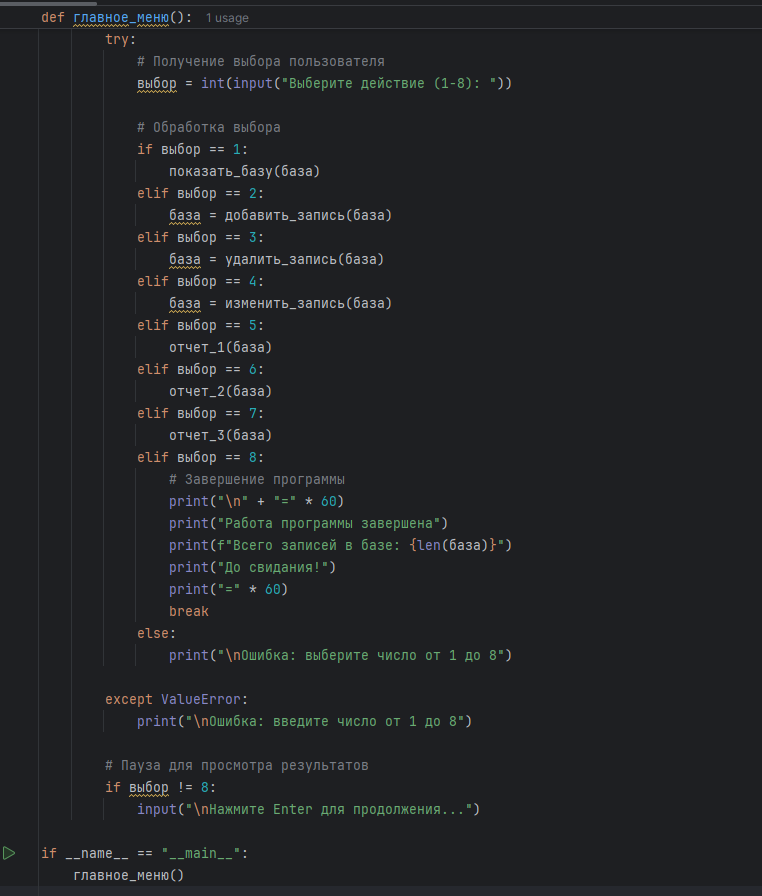 def главное_меню(): 1 usage
try:
# Получение выбора пользователя
выбор = int(input("Выберите действие (1-8): "))
# Обработка выбора
if выбор == 1:
показать_базу(база)
elif выбор == 2:
база = добавить_запись(база)
elif выбор == 3:
база = удалить_запись(база)
elif выбор == 4:
база = изменить_запись(база)
elif выбор == 5:
отчет_1(база)
elif выбор == 6:
отчет_2(база)
elif выбор == 7:
отчет_3(база)
elif выбор == 8:
# Завершение программы
print("\n" + "=" * 60)
print("Работа программы завершена")
print(f"Всего записей в базе: {len(база)}")
print("До свидания!")
print("=" * 60)
break
else:
print("\nОшибка: выберите число от 1 до 8")
except ValueError:
print("\nОшибка: введите число от 1 до 8")
# Пауза для просмотра результатов
if выбор != 8:
input("\nНажмите Enter для продолжения...")
if __name__ == "__main__":
главное_меню()